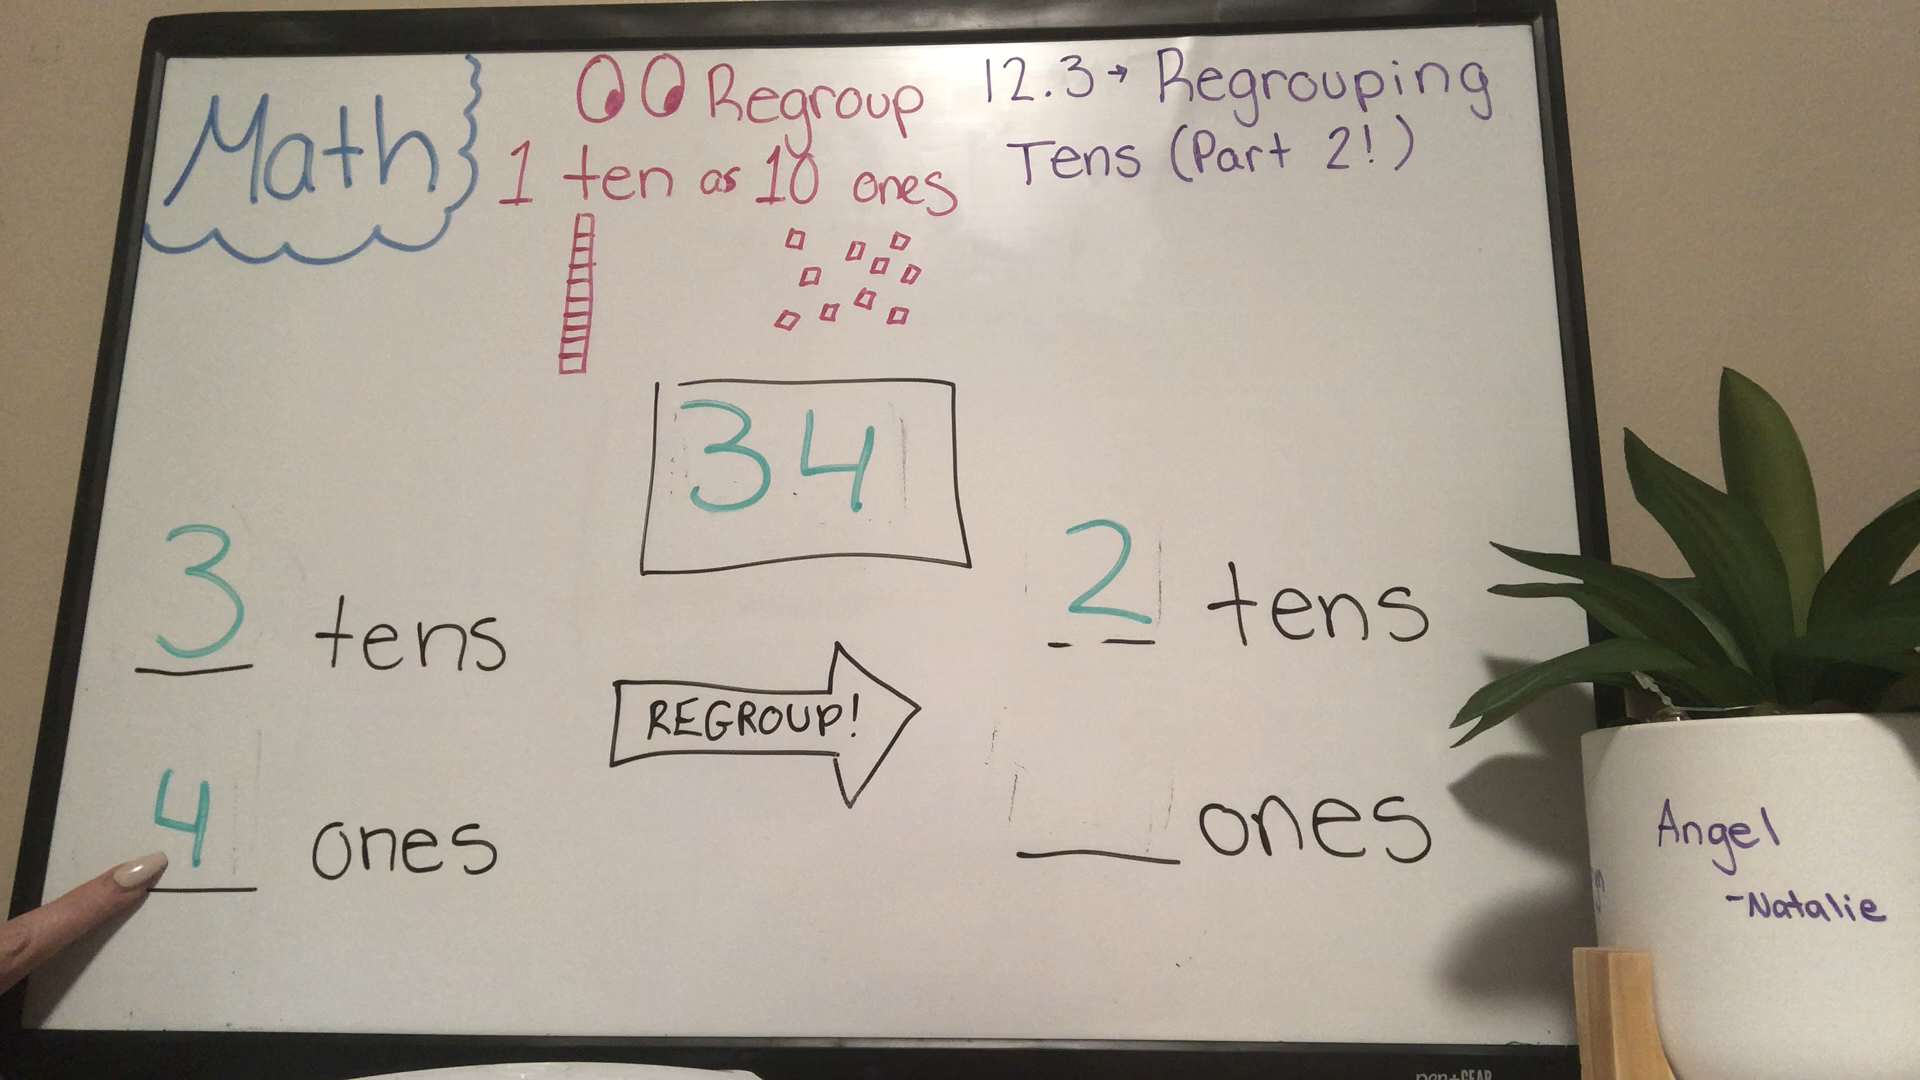 Math
Regroup
1 ten as 10 ones
12.3→ Regrouping
Tens (Part 2!)
34
3 tens
4 ones
REGROUP!
2 tens
__ ones
Angel
-Natalie